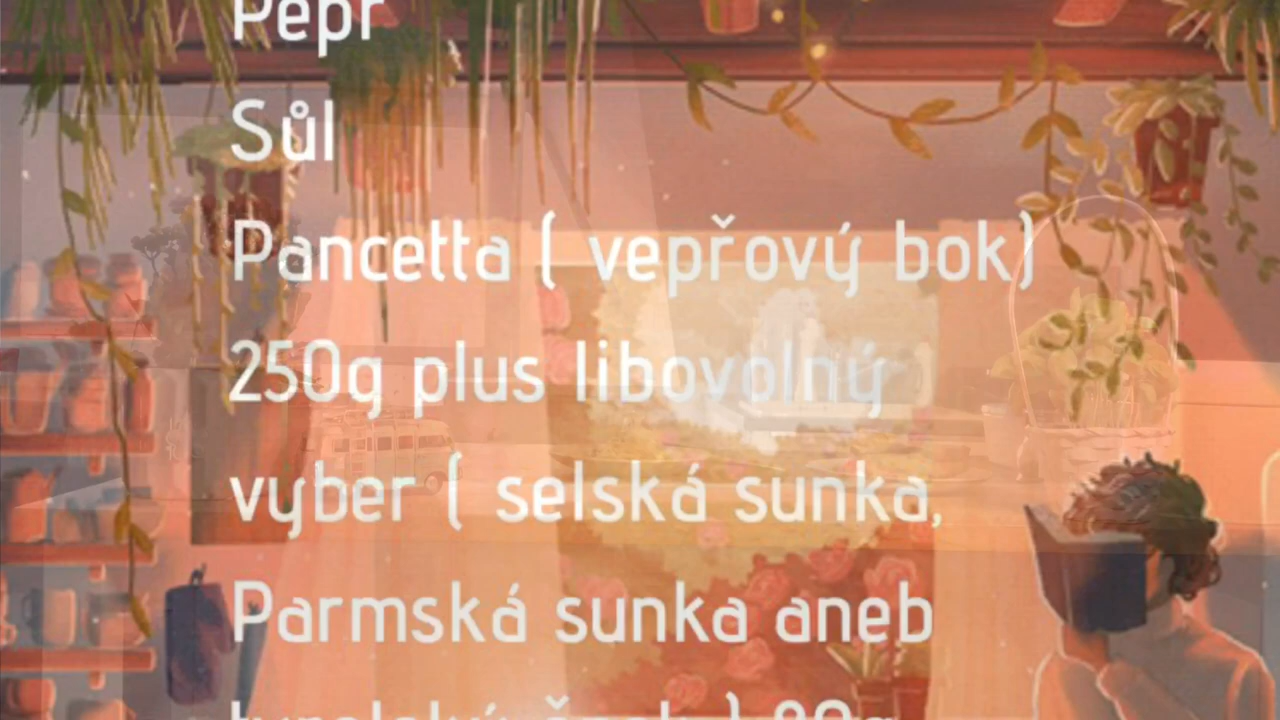 Pepř
Sůl
Pancetta ( vepřový bok)
250g plus libovolný
vyber ( selská sunka,
Parmská sunka aneb